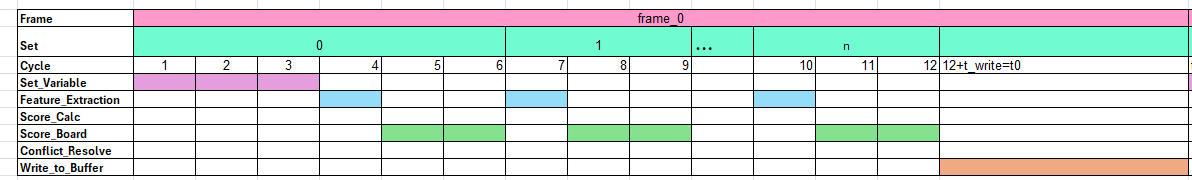 Frame frame_0
Set 0 1 ... n
Cycle 1 2 3 4 5 6 7 8 9 10 11 12 12+t_write=t0
Set_Variable
Feature_Extraction
Score_Calc
Score_Board
Conflict_Resolve
Write_to_Buffer